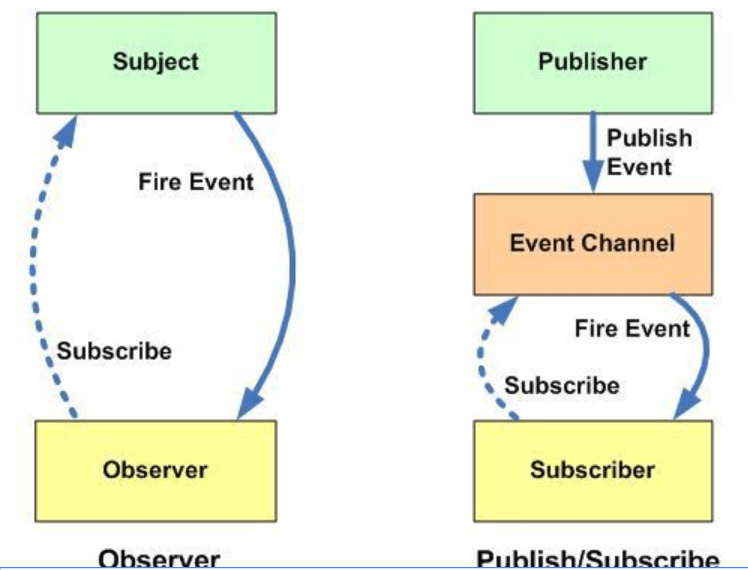 Subject
Fire Event
Subscribe
Observer
Observer
Publisher
Publish
Event
Event Channel
Fire Event
Subscribe
Subscriber
Publish/Subscribe